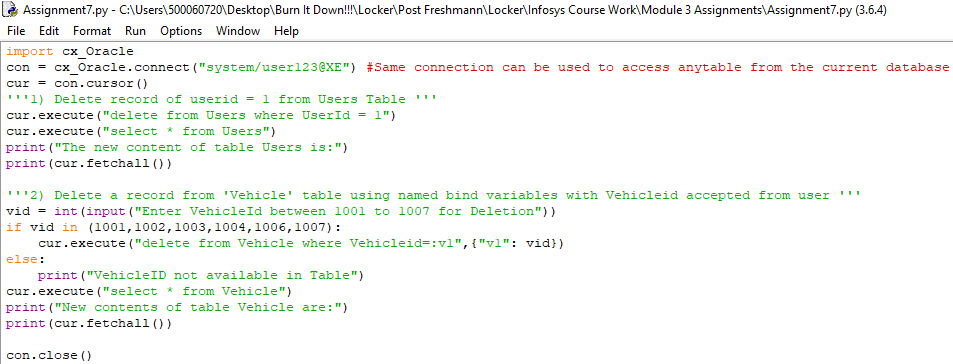 Assignment7.py - C:\Users\500060720\Desktop\Burn It Down!!!\Locker\Post Freshmann\Locker\Infosys Course Work\Module 3 Assignments\Assignment7.py (3.6.4)
File Edit Format Run Options Window Help
import cx_Oracle
con = cx_Oracle.connect("system/user123@XE") #Same connection can be used to access anytable from the current database
cur = con.cursor()
'''1) Delete record of userid = 1 from Users Table '''
cur.execute("delete from Users where UserId = 1")
cur.execute("select * from Users")
print("The new content of table Users is:")
print(cur.fetchall())
'''2) Delete a record from 'Vehicle' table using named bind variables with Vehicleid accepted from user '''
vid = int(input("Enter VehicleId between 1001 to 1007 for Deletion"))
if vid in (1001,1002,1003,1004,1006,1007):
    cur.execute("delete from Vehicle where Vehicleid=:v1",{"v1": vid})
else:
    print("VehicleID not available in Table")
cur.execute("select * from Vehicle")
print("New contents of table Vehicle are:")
print(cur.fetchall())
con.close()